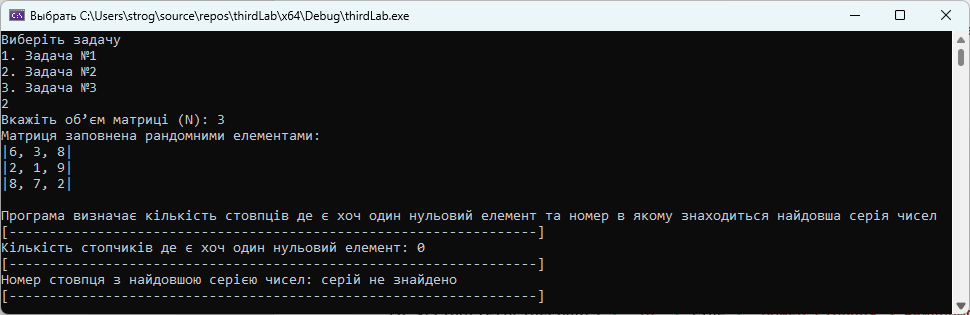 Выбрать C:\Users\strog\source\repos\thirdLab\x64\Debug\thirdLab.exe
Виберіть задачу
1. Задача №1
2. Задача №2
3. Задача №3
2
Вкажіть об’єм матриці (N): 3
Матриця заповнена рандомними елементами:
|6, 3, 8|
|2, 1, 9|
|8, 7, 2|
Програма визначає кількість стовпців де є хоч один нульовий елемент та номер в якому знаходиться найдовша серія чисел
[------------------------------------------------------------------]
Кількість стопчиків де є хоч один нульовий елемент: 0
[------------------------------------------------------------------]
Номер стовпця з найдовшою серією чисел: серій не знайдено
[------------------------------------------------------------------]